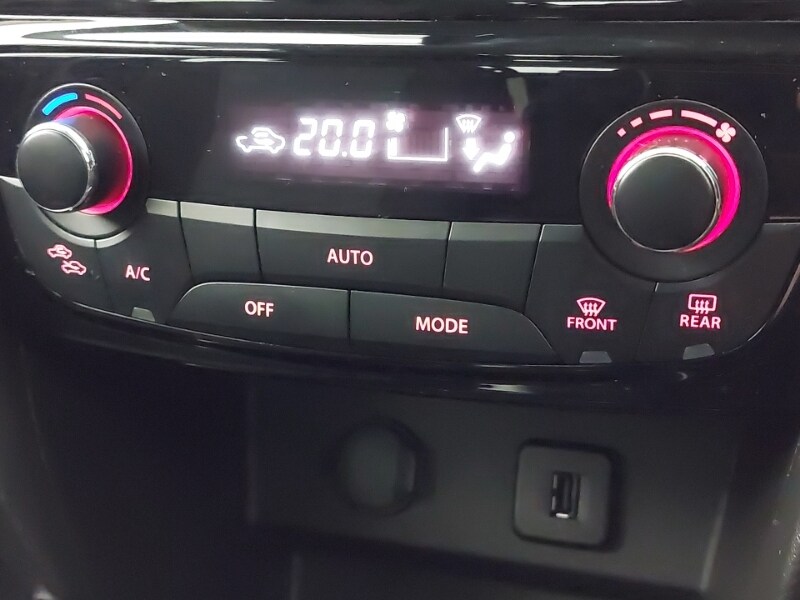 20.0
A/C
AUTO
OFF
MODE
FRONT
REAR